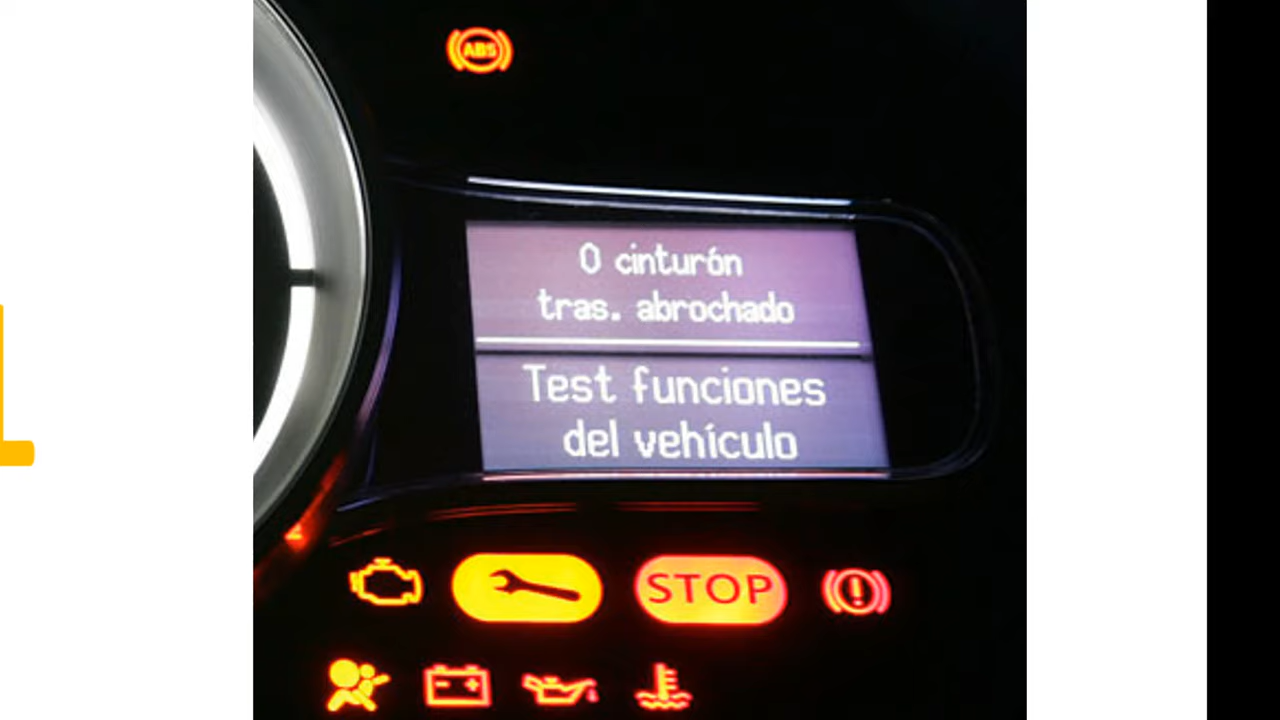 ABS
0 cinturón
tras. abrochado
Test funciones
del vehículo
STOP